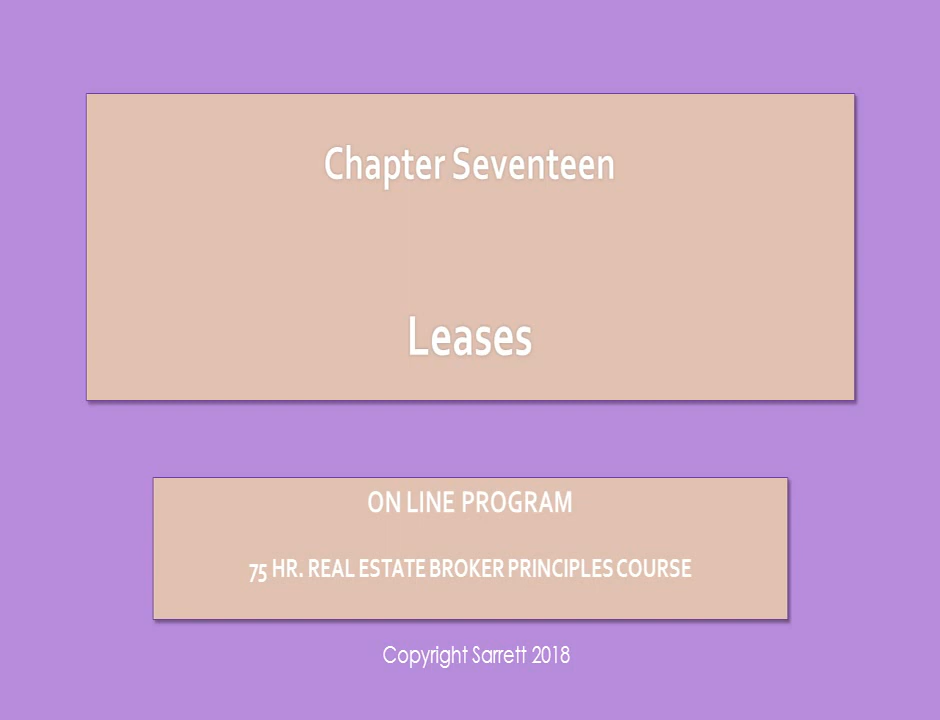 Chapter Seventeen
Leases
ON LINE PROGRAM
75 HR. REAL ESTATE BROKER PRINCIPLES COURSE
Copyright Sarrett 2018